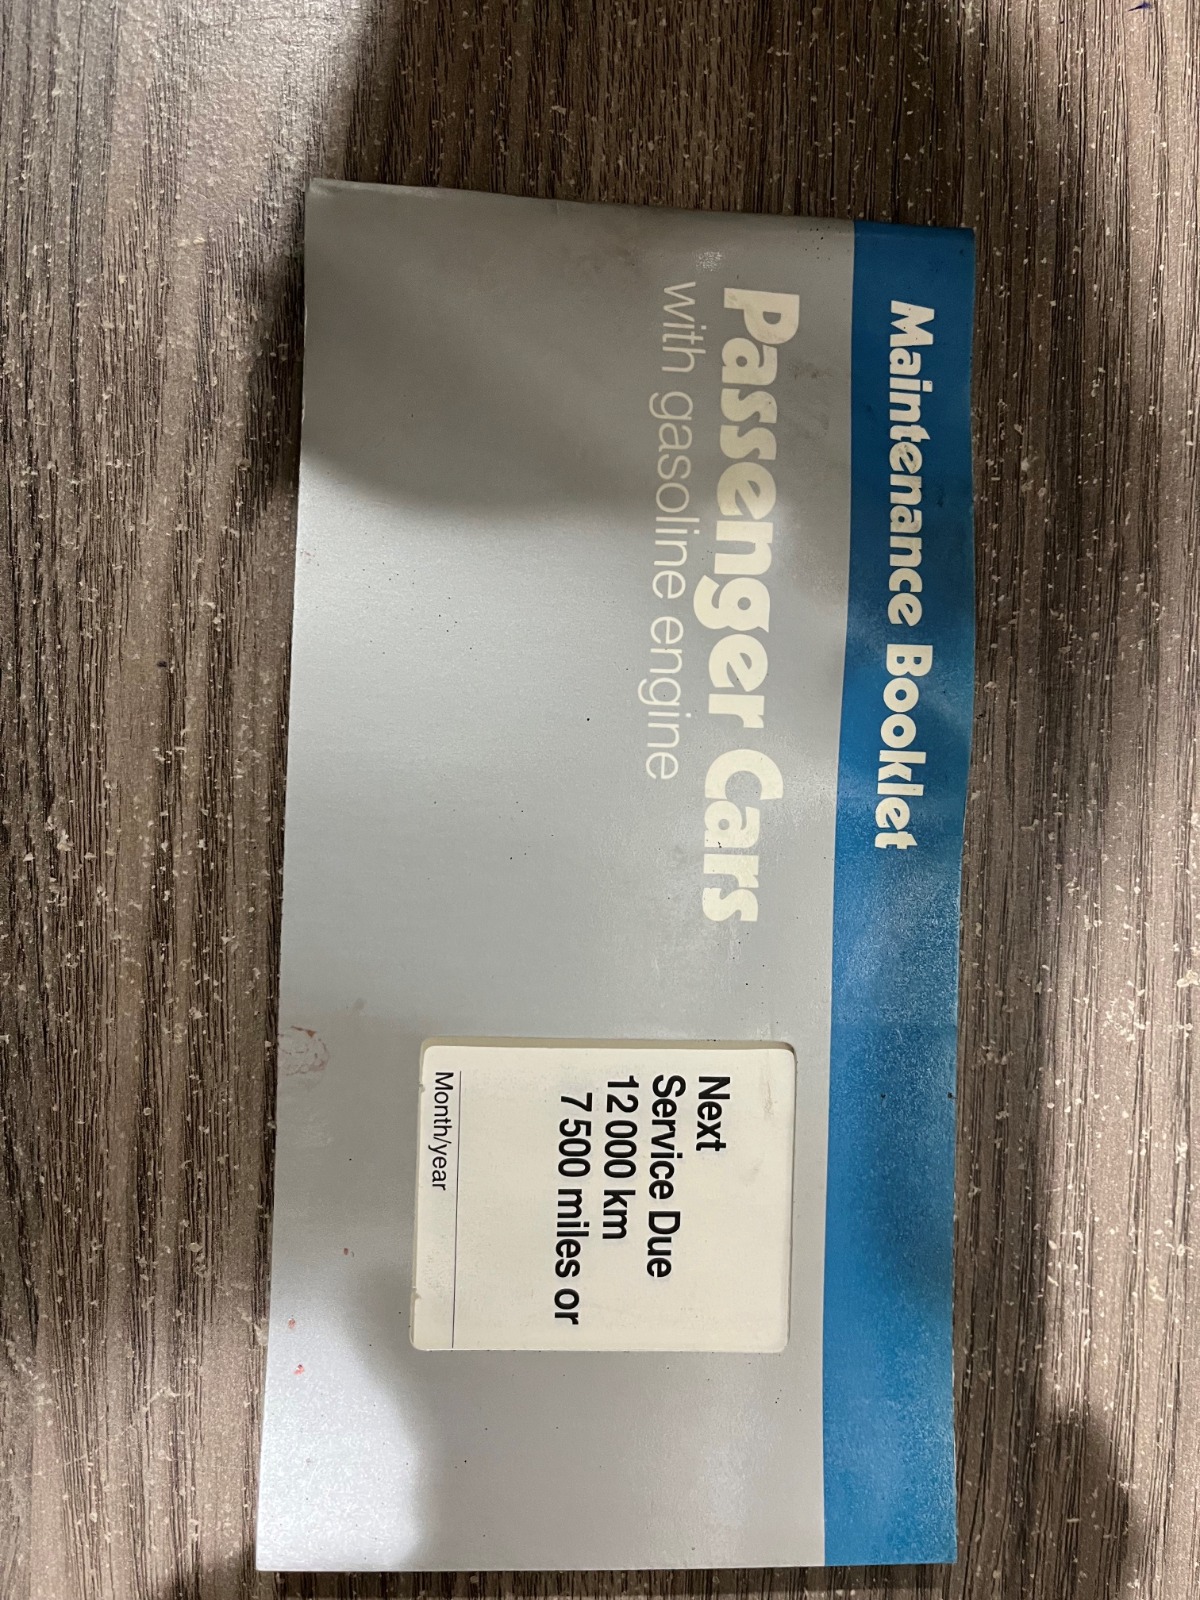 Maintenance Booklet
Passenger Cars
with gasoline engine
Next
Service Due
12 000 km
7 500 miles or
Month/year